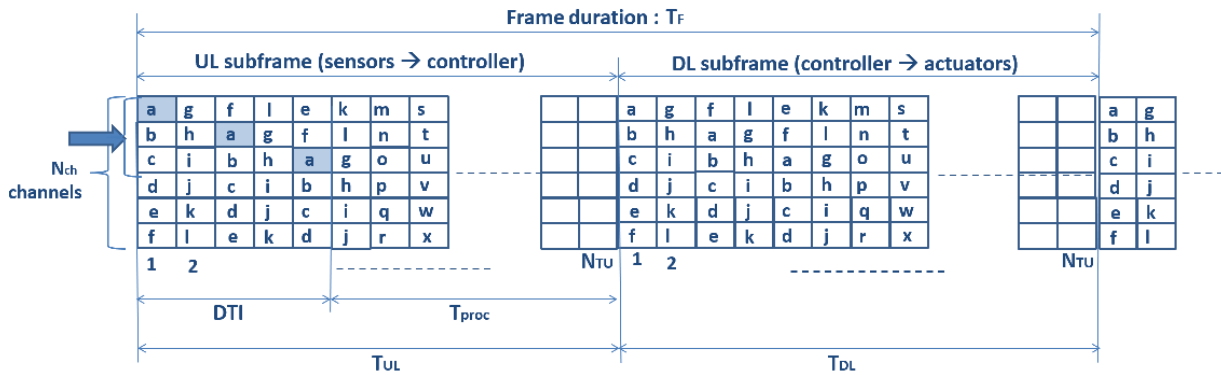 Frame duration : TF
UL subframe (sensors → controller) DL subframe (controller → actuators)
a g f l e k m s a g f l e k m s a g
b h a g f l n t b h a g f l n t b h
c i b h a g o u c i b h a g o u c i
Nch channels
d j c i b h p v d j c i b h p v d j
e k d j c i q w e k d j c i q w e k
f l e k d j r x f l e k d j r x f l
1 2 NTU 1 2 NTU
DTI Tproc
TUL TDL